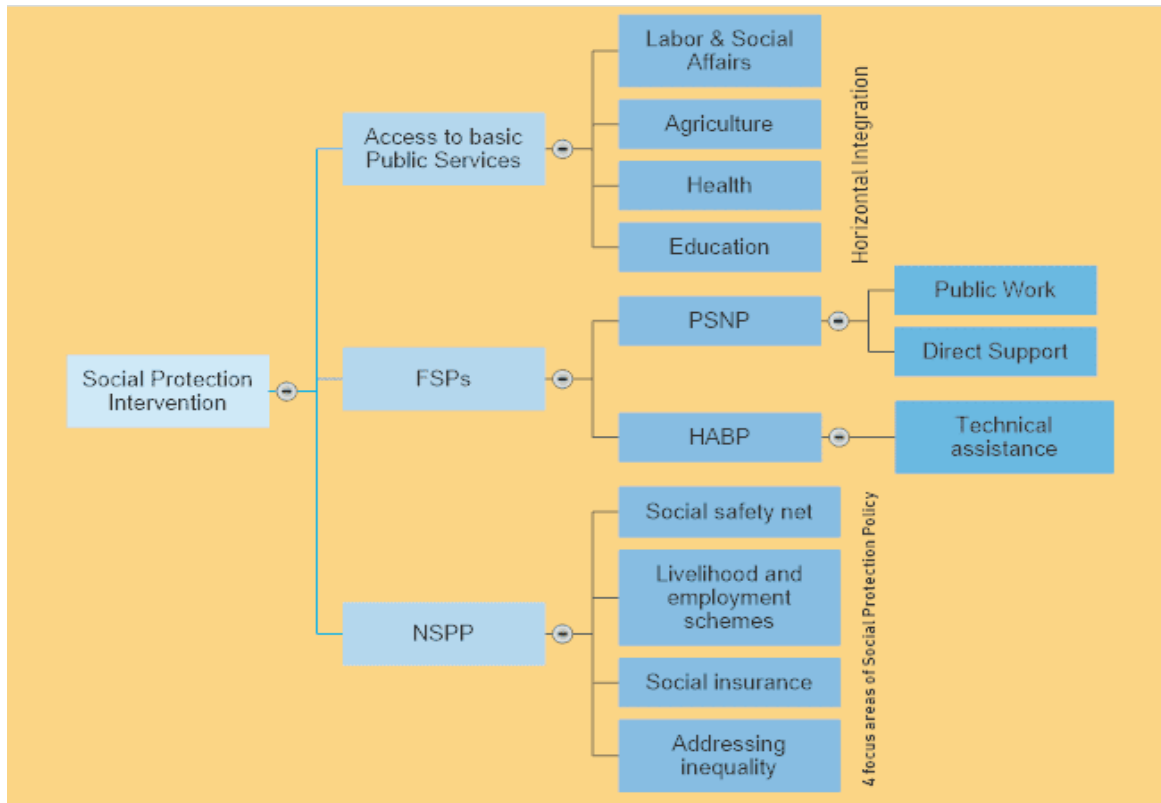 Social Protection
Intervention
Access to basic
Public Services
Labor & Social
Affairs
Agriculture
Health
Education
Horizontal Integration
FSPs
PSNP
Public Work
Direct Support
HABP
Technical
assistance
NSPP
Social safety net
Livelihood and
employment
schemes
Social insurance
Addressing
inequality
4 focus areas of Social Protection Policy